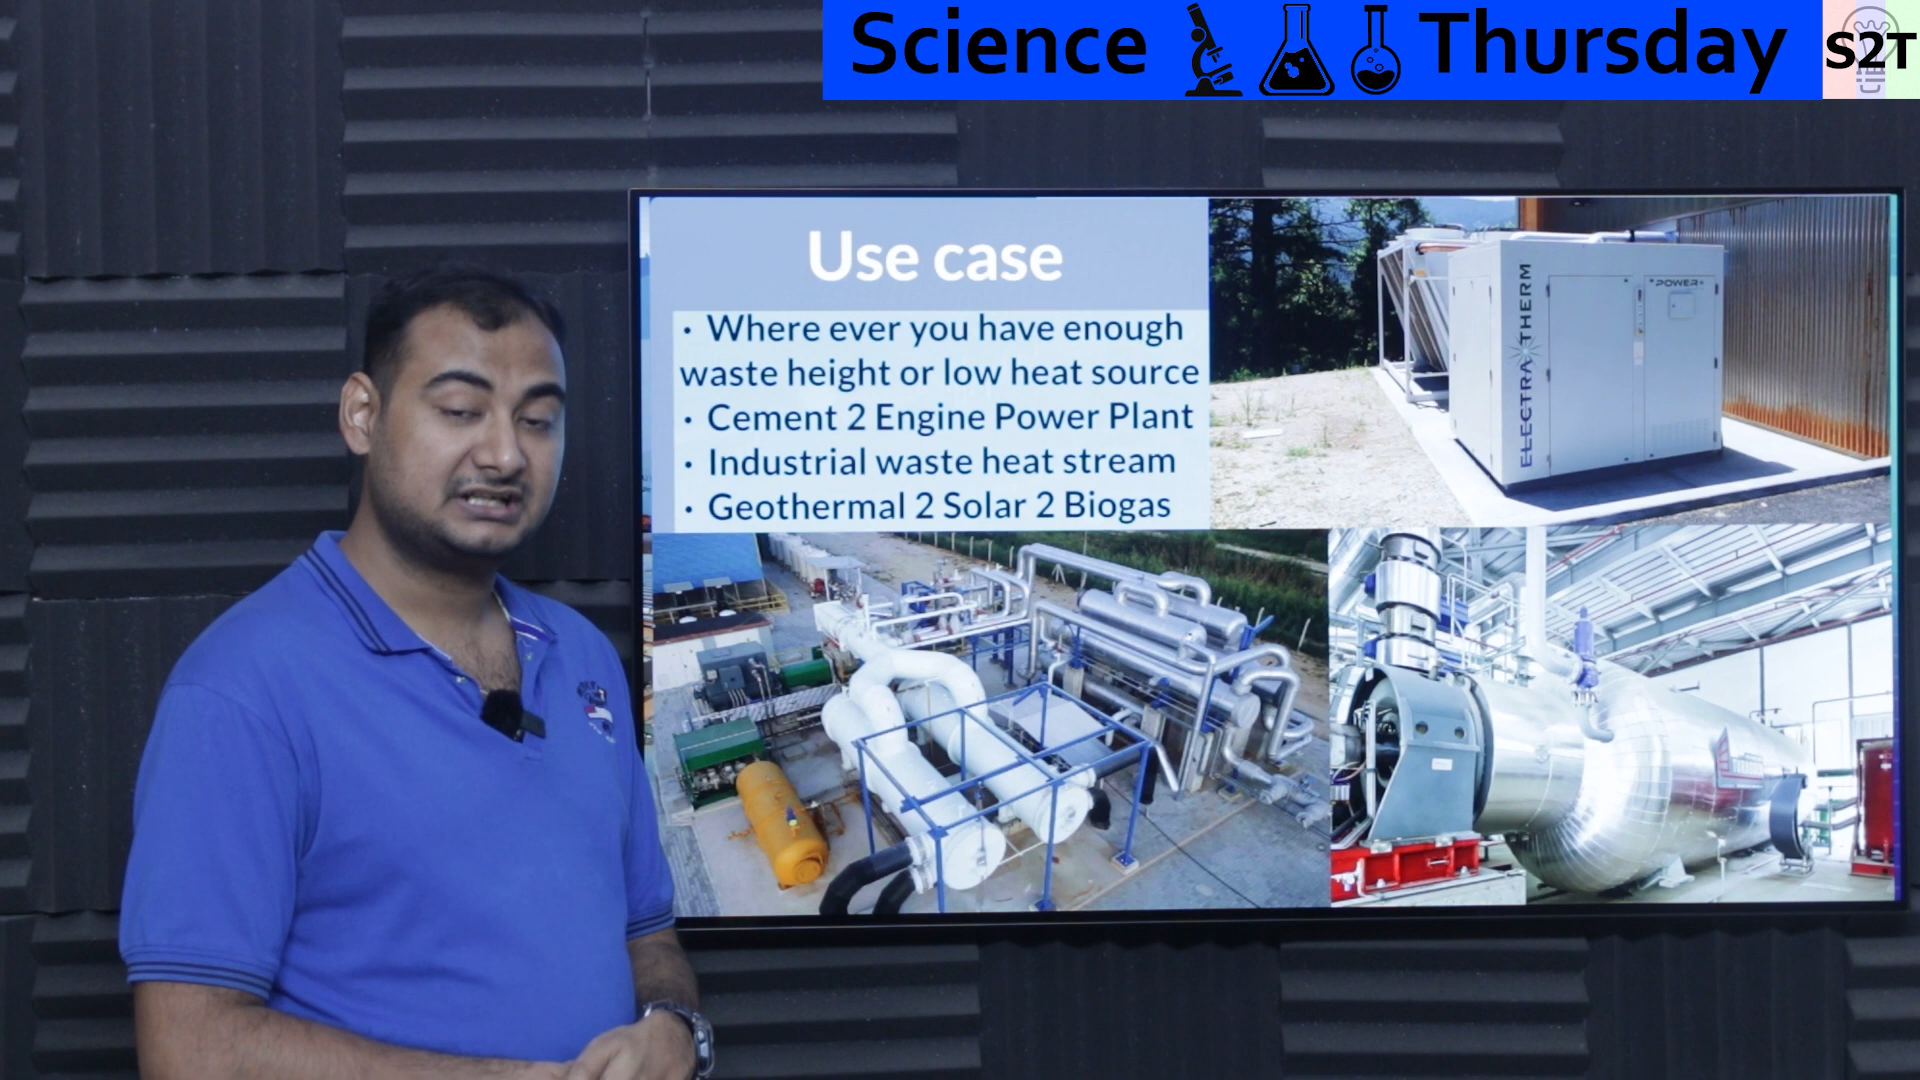 Science Thursday
S2T
Use case
• Where ever you have enough
waste height or low heat source
• Cement 2 Engine Power Plant
• Industrial waste heat stream
• Geothermal 2 Solar 2 Biogas
ELECTRATHERM
POWER+